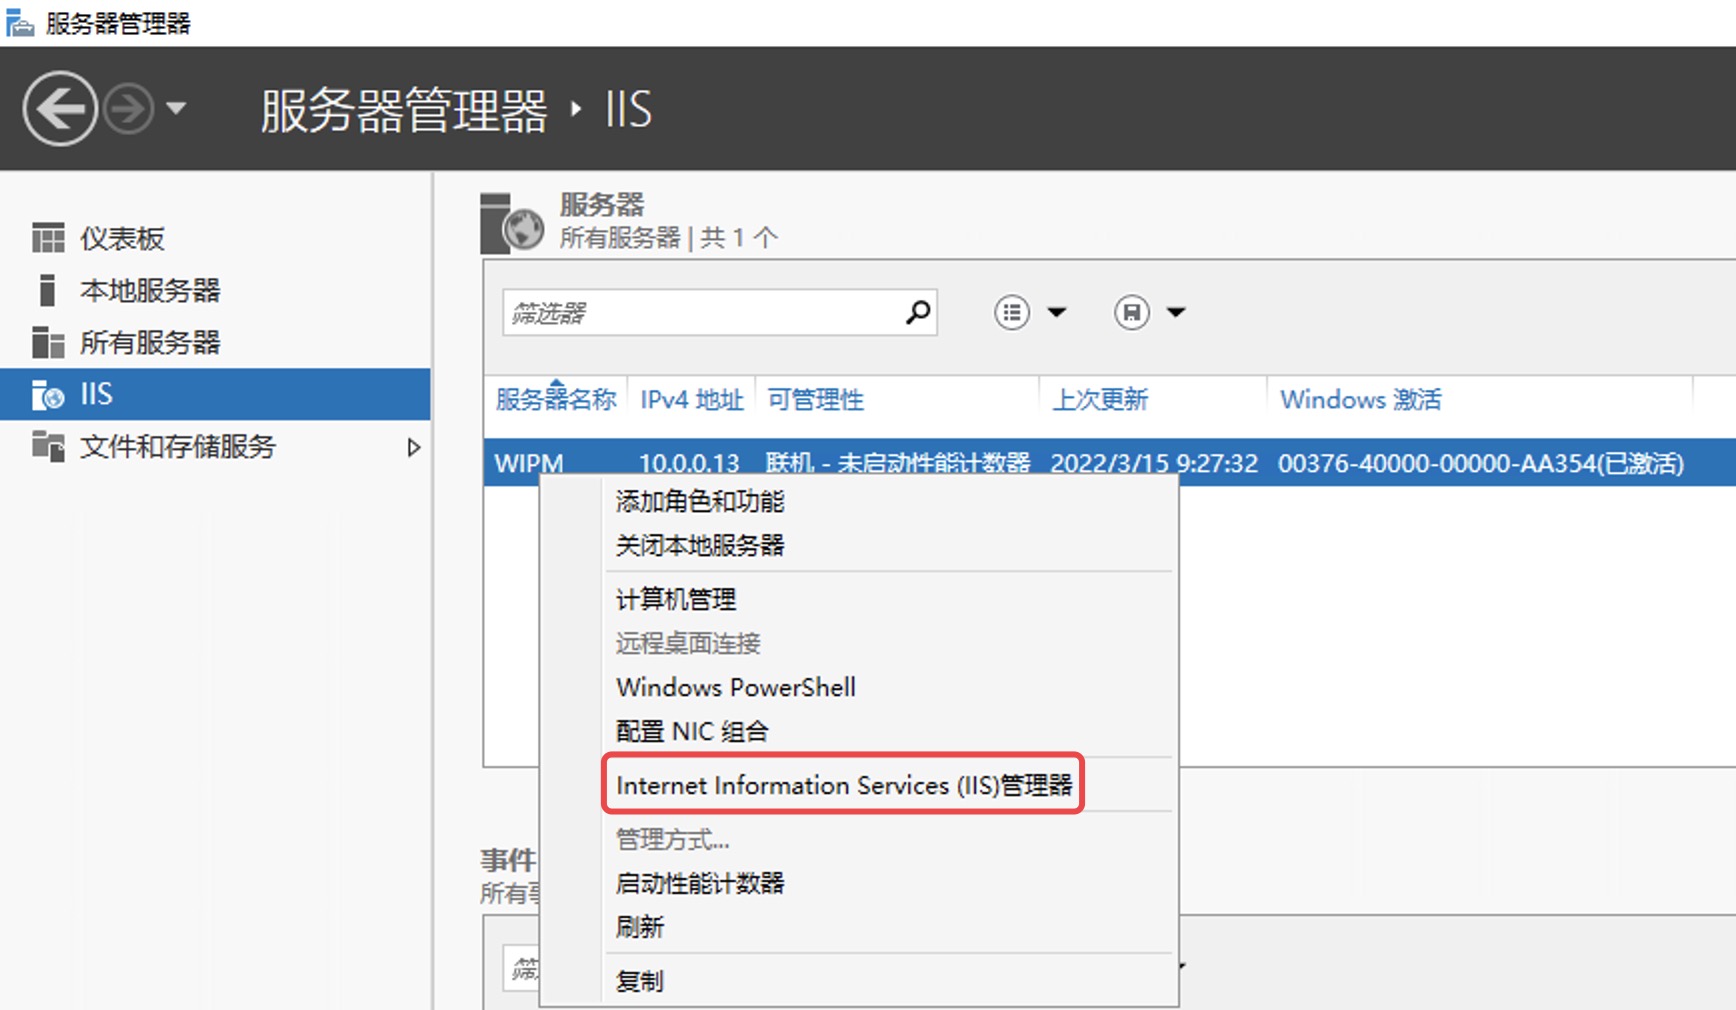 服务器管理器
服务器管理器 ‣ IIS
仪表板
本地服务器
所有服务器
IIS
文件和存储服务
服务器
所有服务器 | 共 1 个
筛选器
服务器名称 IPv4 地址 可管理性 上次更新 Windows 激活
WIPM 10.0.0.13 联机 - 未启动性能计数器 2022/3/15 9:27:32 00376-40000-00000-AA354(已激活)
添加角色和功能
关闭本地服务器
计算机管理
远程桌面连接
Windows PowerShell
配置 NIC 组合
Internet Information Services (IIS)管理器
管理方式...
启动性能计数器
刷新
复制
事件
所有
筛